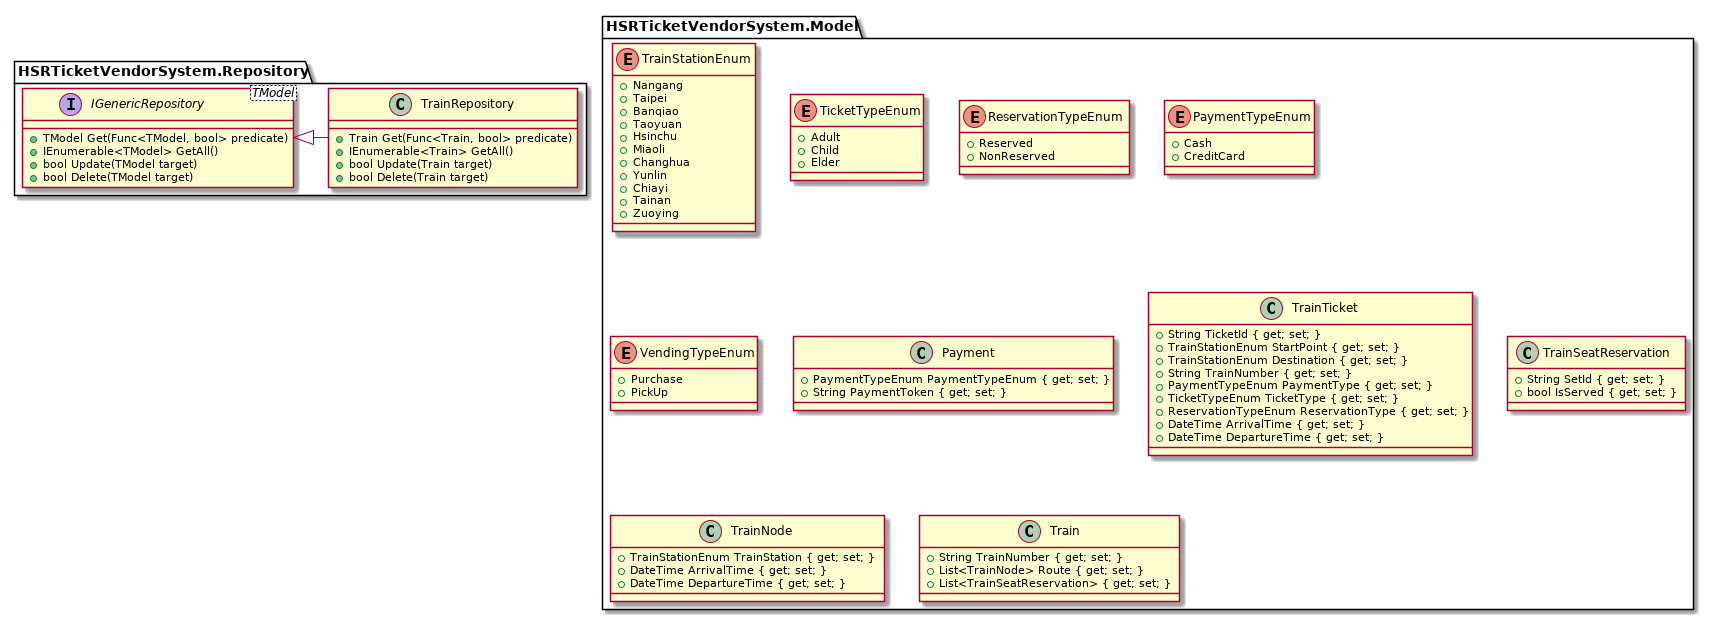 HSRTicketVendorSystem.Repository
I IGenericRepository
TModel
TModel Get(Func<TModel, bool> predicate)
IEnumerable<TModel> GetAll()
bool Update(TModel target)
bool Delete(TModel target)
C TrainRepository
Train Get(Func<Train, bool> predicate)
IEnumerable<Train> GetAll()
bool Update(Train target)
bool Delete(Train target)
HSRTicketVendorSystem.Model
E TrainStationEnum
Nangang
Taipei
Banqiao
Taoyuan
Hsinchu
Miaoli
Changhua
Yunlin
Chiayi
Tainan
Zuoying
E TicketTypeEnum
Adult
Child
Elder
E ReservationTypeEnum
Reserved
NonReserved
E PaymentTypeEnum
Cash
CreditCard
E VendingTypeEnum
Purchase
PickUp
C Payment
PaymentTypeEnum PaymentTypeEnum { get; set; }
String PaymentToken { get; set; }
C TrainTicket
String TicketId { get; set; }
TrainStationEnum StartPoint { get; set; }
TrainStationEnum Destination { get; set; }
String TrainNumber { get; set; }
PaymentTypeEnum PaymentType { get; set; }
TicketTypeEnum TicketType { get; set; }
ReservationTypeEnum ReservationType { get; set; }
DateTime ArrivalTime { get; set; }
DateTime DepartureTime { get; set; }
C TrainSeatReservation
String SetId { get; set; }
bool IsServed { get; set; }
C TrainNode
TrainStationEnum TrainStation { get; set; }
DateTime ArrivalTime { get; set; }
DateTime DepartureTime { get; set; }
C Train
String TrainNumber { get; set; }
List<TrainNode> Route { get; set; }
List<TrainSeatReservation> { get; set; }